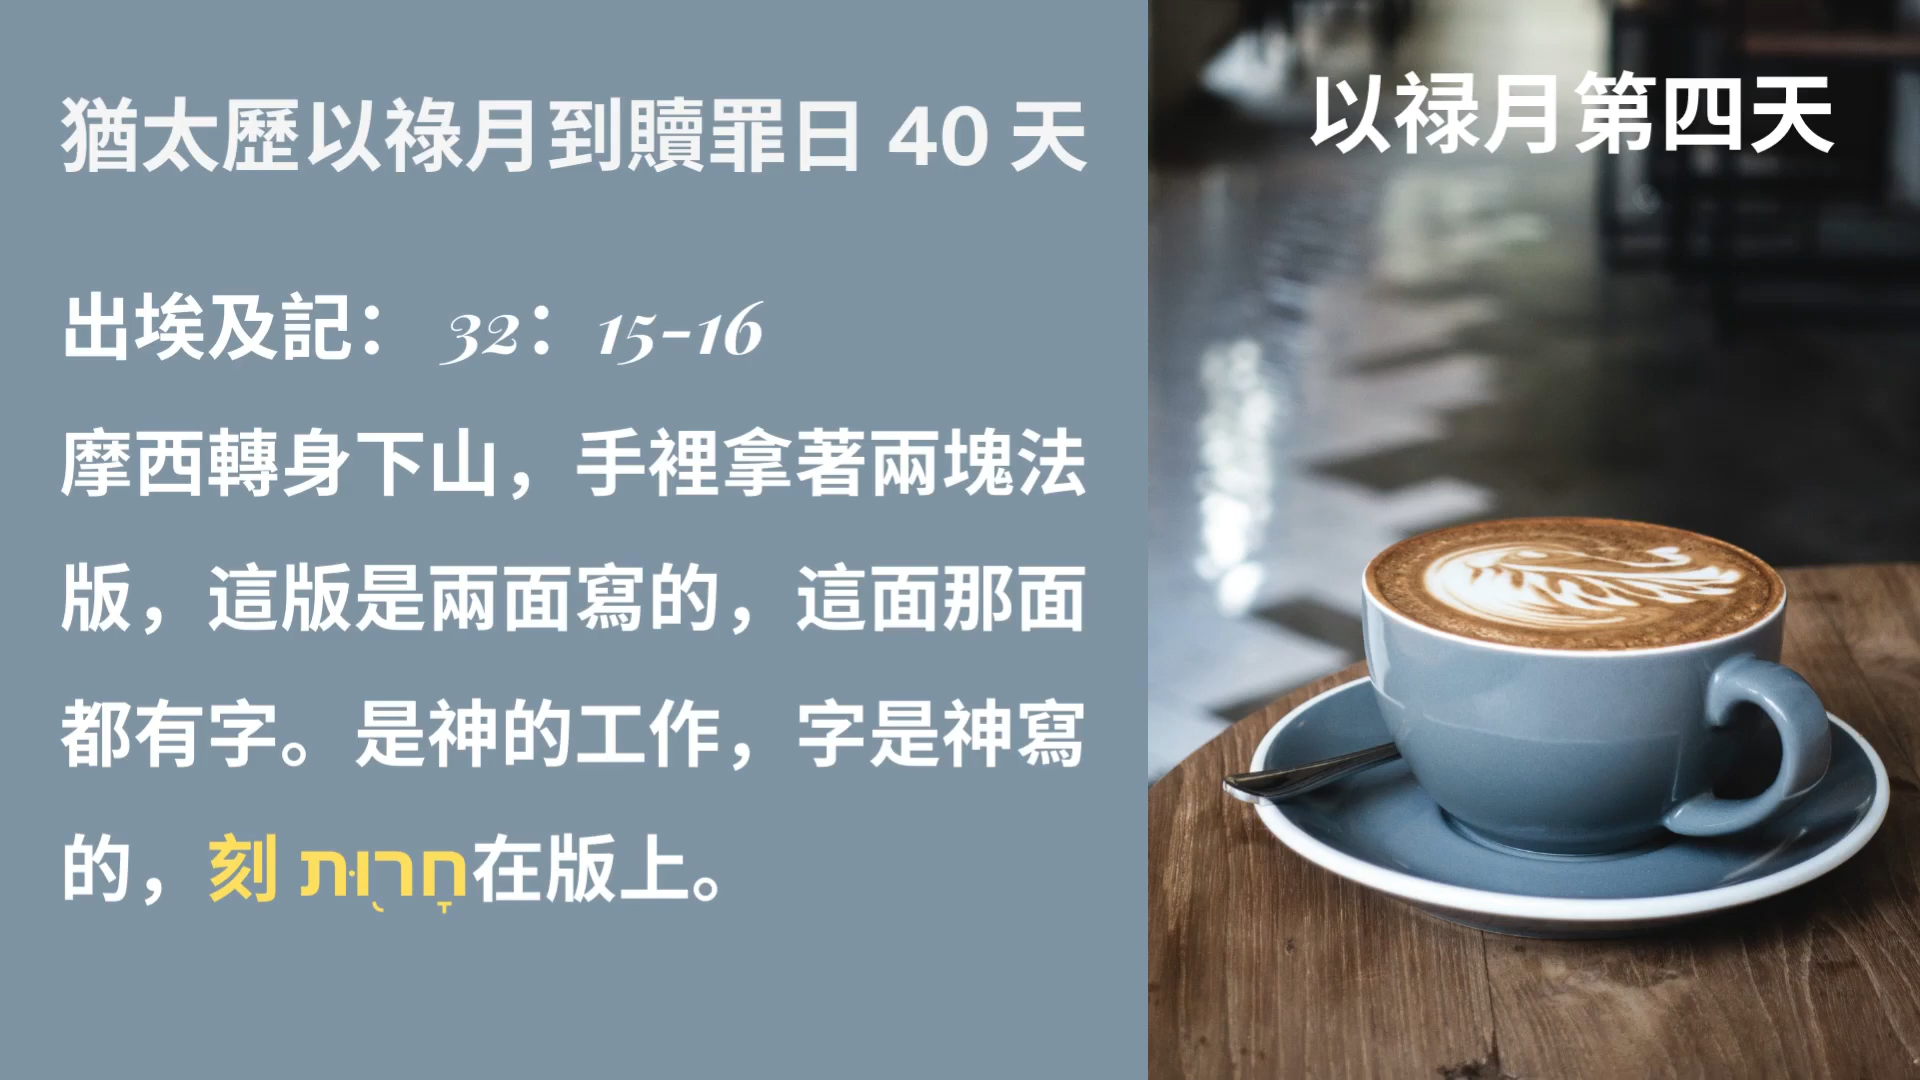 猶太歷以祿月到贖罪日 40 天
以禄月第四天
出埃及記： 32：15-16
摩西轉身下山，手裡拿著兩塊法
版，這版是兩面寫的，這面那面
都有字。是神的工作，字是神寫
的，刻 חָר֖וּת在版上。